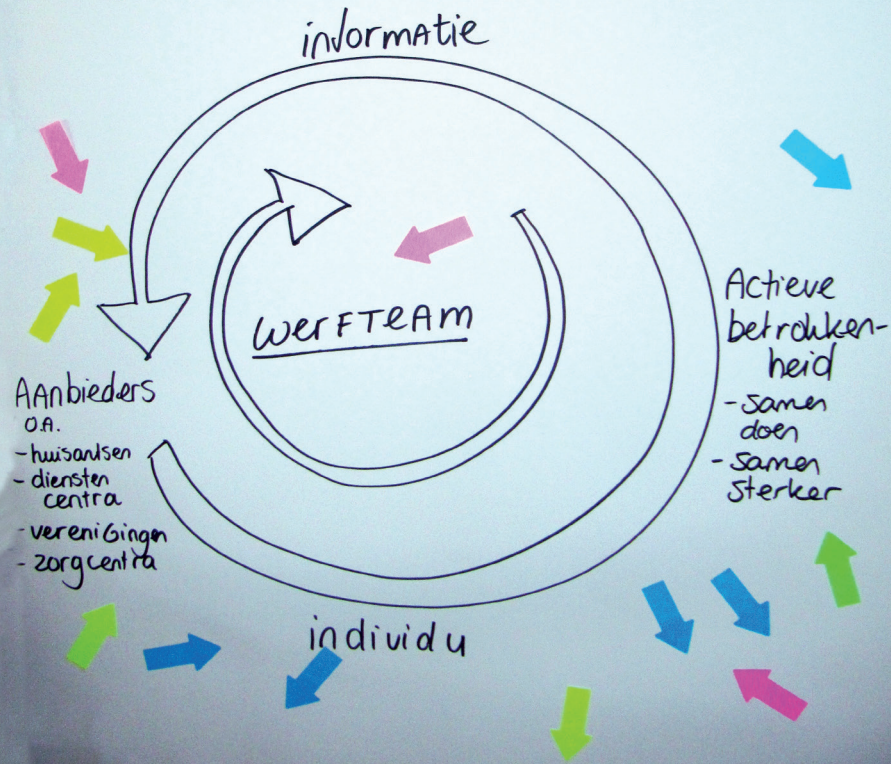 informatie
werfteam
Aanbieders
o.a.
- huisartsen
- diensten
centra
- verenigingen
- zorgcentra
Actieve
betrokken-
heid
- samen
doen
- samen
sterker
individu